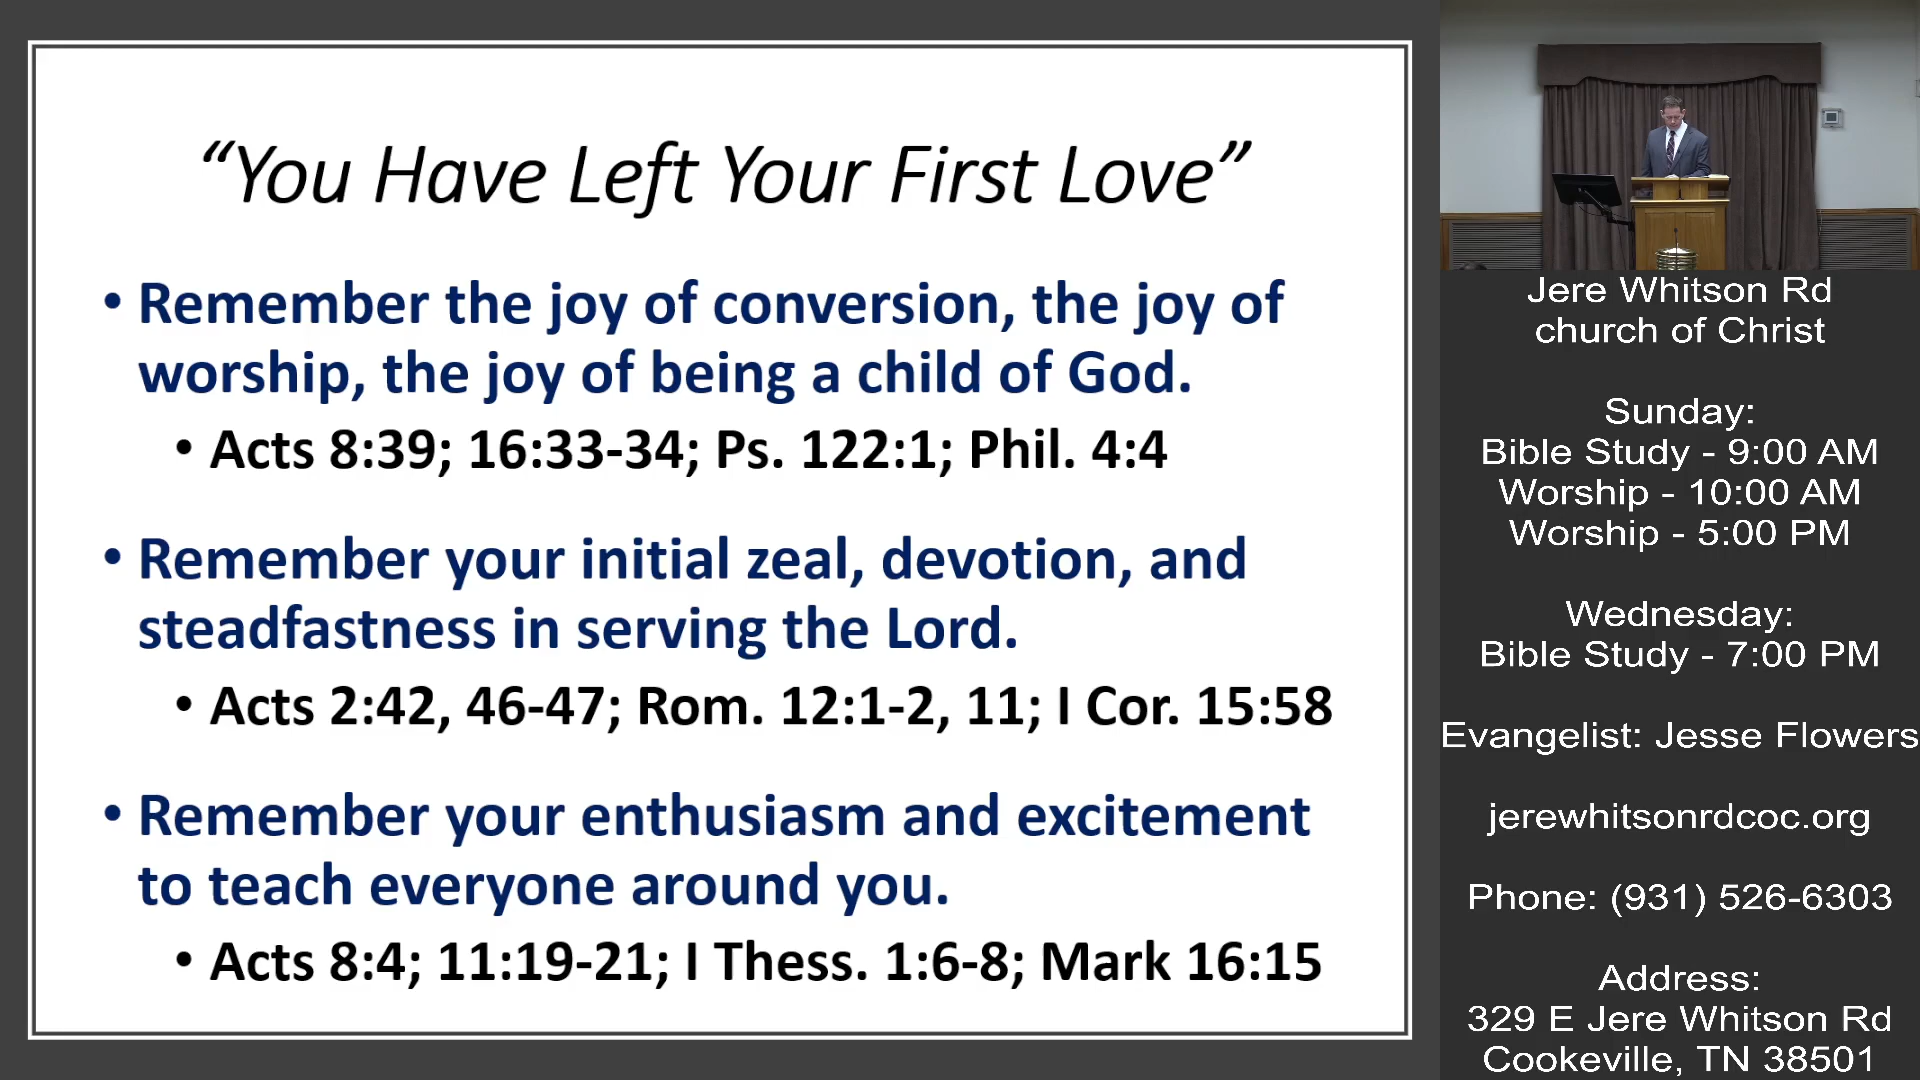 “You Have Left Your First Love”
• Remember the joy of conversion, the joy of
worship, the joy of being a child of God.
• Acts 8:39; 16:33-34; Ps. 122:1; Phil. 4:4
• Remember your initial zeal, devotion, and
steadfastness in serving the Lord.
• Acts 2:42, 46-47; Rom. 12:1-2, 11; I Cor. 15:58
• Remember your enthusiasm and excitement
to teach everyone around you.
• Acts 8:4; 11:19-21; I Thess. 1:6-8; Mark 16:15
Jere Whitson Rd
church of Christ
Sunday:
Bible Study - 9:00 AM
Worship - 10:00 AM
Worship - 5:00 PM
Wednesday:
Bible Study - 7:00 PM
Evangelist: Jesse Flowers
jerewhitsonrdcoc.org
Phone: (931) 526-6303
Address:
329 E Jere Whitson Rd
Cookeville, TN 38501